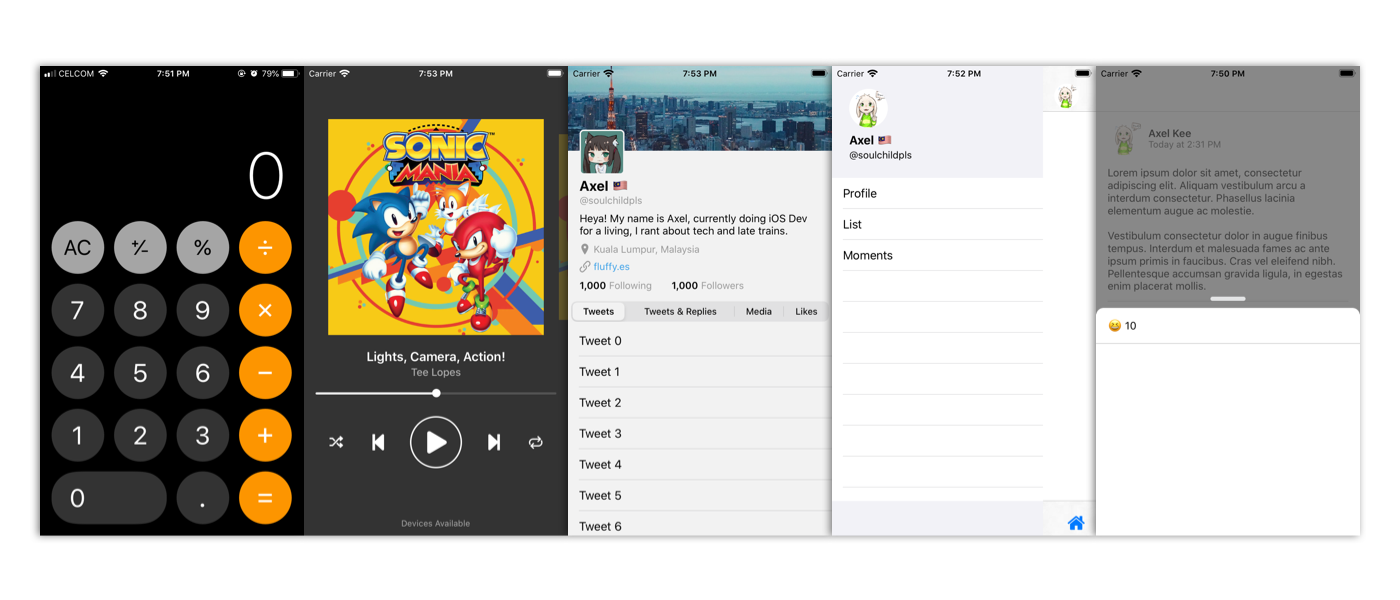 CELCOM 7:51 PM 79%
0
AC +⁄- % ÷
7 8 9 ×
4 5 6 −
1 2 3 +
0 . =
Carrier 7:53 PM
SONIC
MANIA
TM
Lights, Camera, Action!
Tee Lopes
Devices Available
Carrier 7:53 PM
Axel 🇲🇾
@soulchildpls
Heya! My name is Axel, currently doing iOS Dev
for a living, I rant about tech and late trains.
Kuala Lumpur, Malaysia
fluffy.es
1,000 Following 1,000 Followers
Tweets Tweets & Replies Media Likes
Tweet 0
Tweet 1
Tweet 2
Tweet 3
Tweet 4
Tweet 5
Tweet 6
Carrier 7:52 PM
Axel 🇲🇾
@soulchildpls
Profile
List
Moments
Carrier 7:50 PM
Axel Kee
Today at 2:31 PM
Lorem ipsum dolor sit amet, consectetur
adipiscing elit. Aliquam vestibulum arcu a
interdum consectetur. Phasellus lacinia
elementum augue ac molestie.
Vestibulum consectetur dolor in augue finibus
tempus. Interdum et malesuada fames ac ante
ipsum primis in faucibus. Cras vel eleifend nibh.
Pellentesque accumsan gravida ligula, in egestas
enim placerat mollis.
😄 10